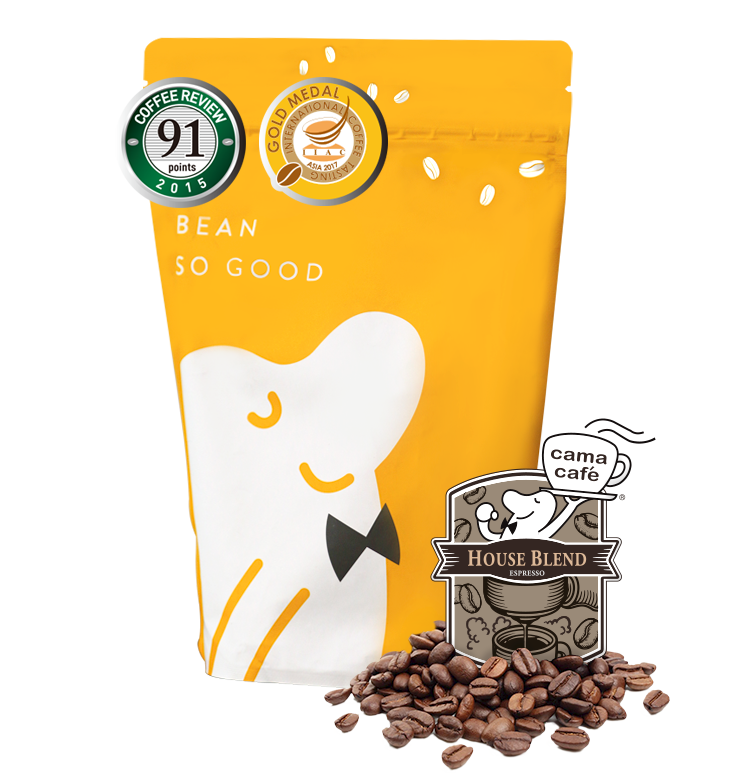 COFFEE REVIEW
91
points
2015
GOLD MEDAL
INTERNATIONAL COFFEE TASTING
IIAC
ASIA 2017
BEAN
SO GOOD
cama
café
®
HOUSE BLEND
ESPRESSO